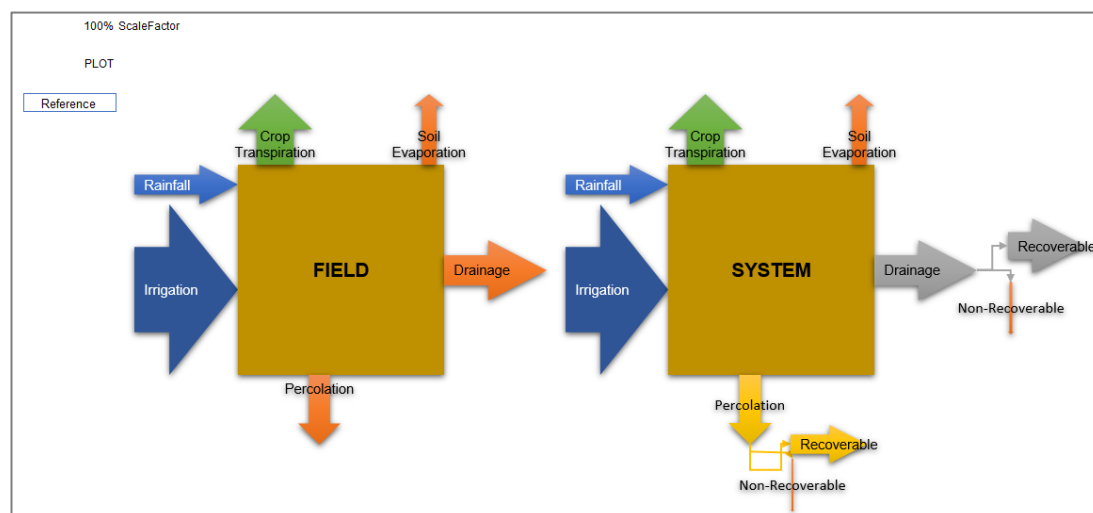 100% ScaleFactor
PLOT
Reference
Crop
Transpiration
Soil
Evaporation
Rainfall
Irrigation
FIELD
Drainage
Percolation
Crop
Transpiration
Soil
Evaporation
Rainfall
Irrigation
SYSTEM
Drainage
Recoverable
Non-Recoverable
Percolation
Recoverable
Non-Recoverable